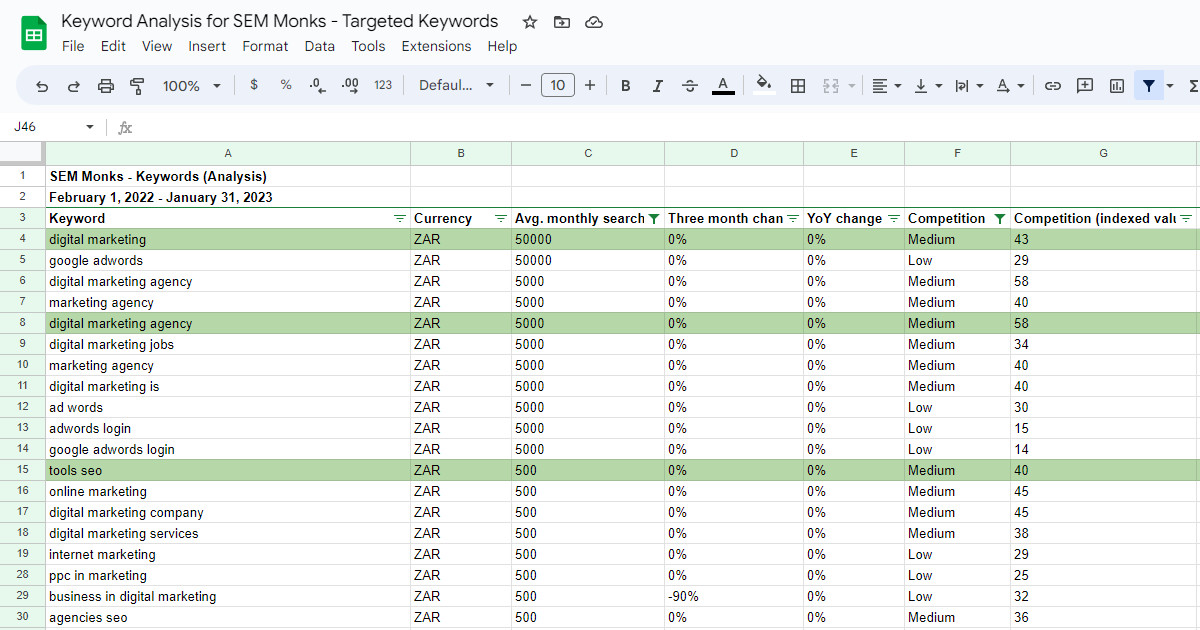 Keyword Analysis for SEM Monks - Targeted Keywords
File Edit View Insert Format Data Tools Extensions Help
100% $ % .0 .00 123 Defaul... − 10 + B I S A A Σ
J46 fx
A B C D E F G
1 SEM Monks - Keywords (Analysis)
2 February 1, 2022 - January 31, 2023
3 Keyword Currency Avg. monthly search Three month chan YoY change Competition Competition (indexed valu
4 digital marketing ZAR 50000 0% 0% Medium 43
5 google adwords ZAR 50000 0% 0% Low 29
6 digital marketing agency ZAR 5000 0% 0% Medium 58
7 marketing agency ZAR 5000 0% 0% Medium 40
8 digital marketing agency ZAR 5000 0% 0% Medium 58
9 digital marketing jobs ZAR 5000 0% 0% Medium 34
10 marketing agency ZAR 5000 0% 0% Medium 40
11 digital marketing is ZAR 5000 0% 0% Medium 40
12 ad words ZAR 5000 0% 0% Low 30
13 adwords login ZAR 5000 0% 0% Low 15
14 google adwords login ZAR 5000 0% 0% Low 14
15 tools seo ZAR 500 0% 0% Medium 40
16 online marketing ZAR 500 0% 0% Medium 45
17 digital marketing company ZAR 500 0% 0% Medium 45
18 digital marketing services ZAR 500 0% 0% Medium 38
19 internet marketing ZAR 500 0% 0% Low 29
28 ppc in marketing ZAR 500 0% 0% Low 25
29 business in digital marketing ZAR 500 -90% 0% Low 32
30 agencies seo ZAR 500 0% 0% Medium 36